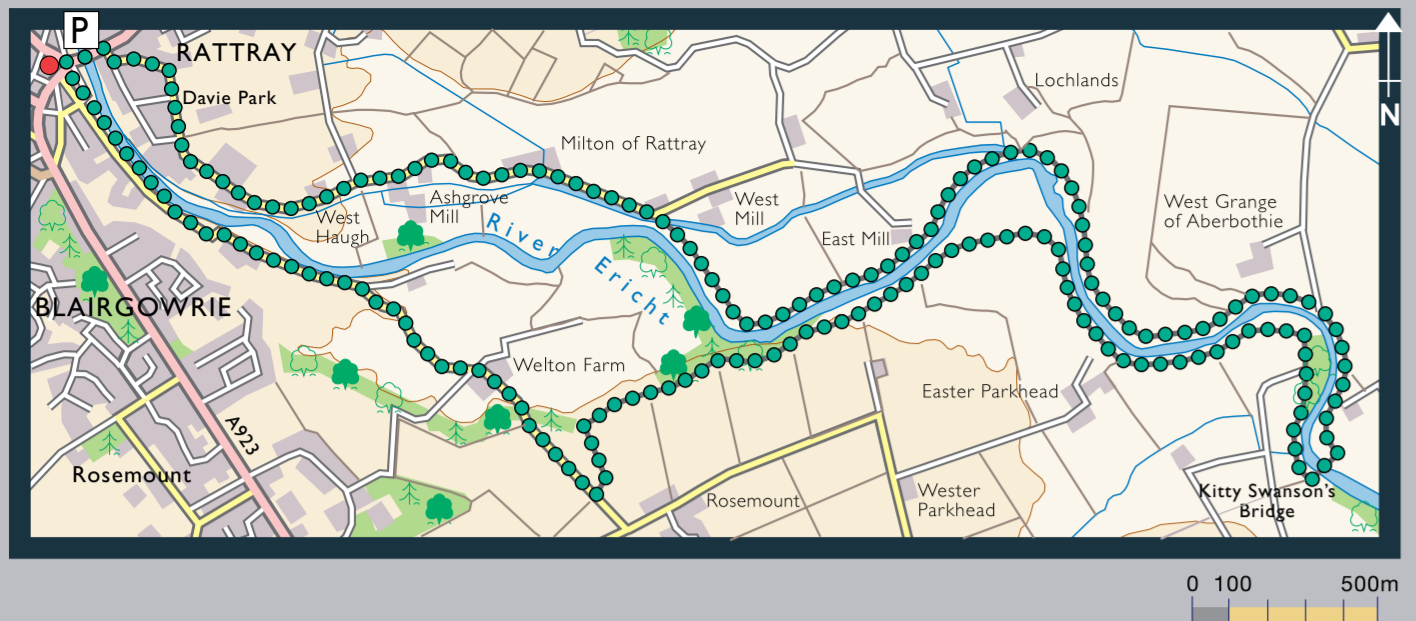 P
RATTRAY
Davie Park
Lochlands
N
Milton of Rattray
Ashgrove
Mill
West
Haugh
West
Mill
West Grange
of Aberbothie
East Mill
River
Ericht
BLAIRGOWRIE
Welton Farm
Easter Parkhead
A923
Rosemount
Rosemount
Wester
Parkhead
Kitty Swanson's
Bridge
0 100 500m